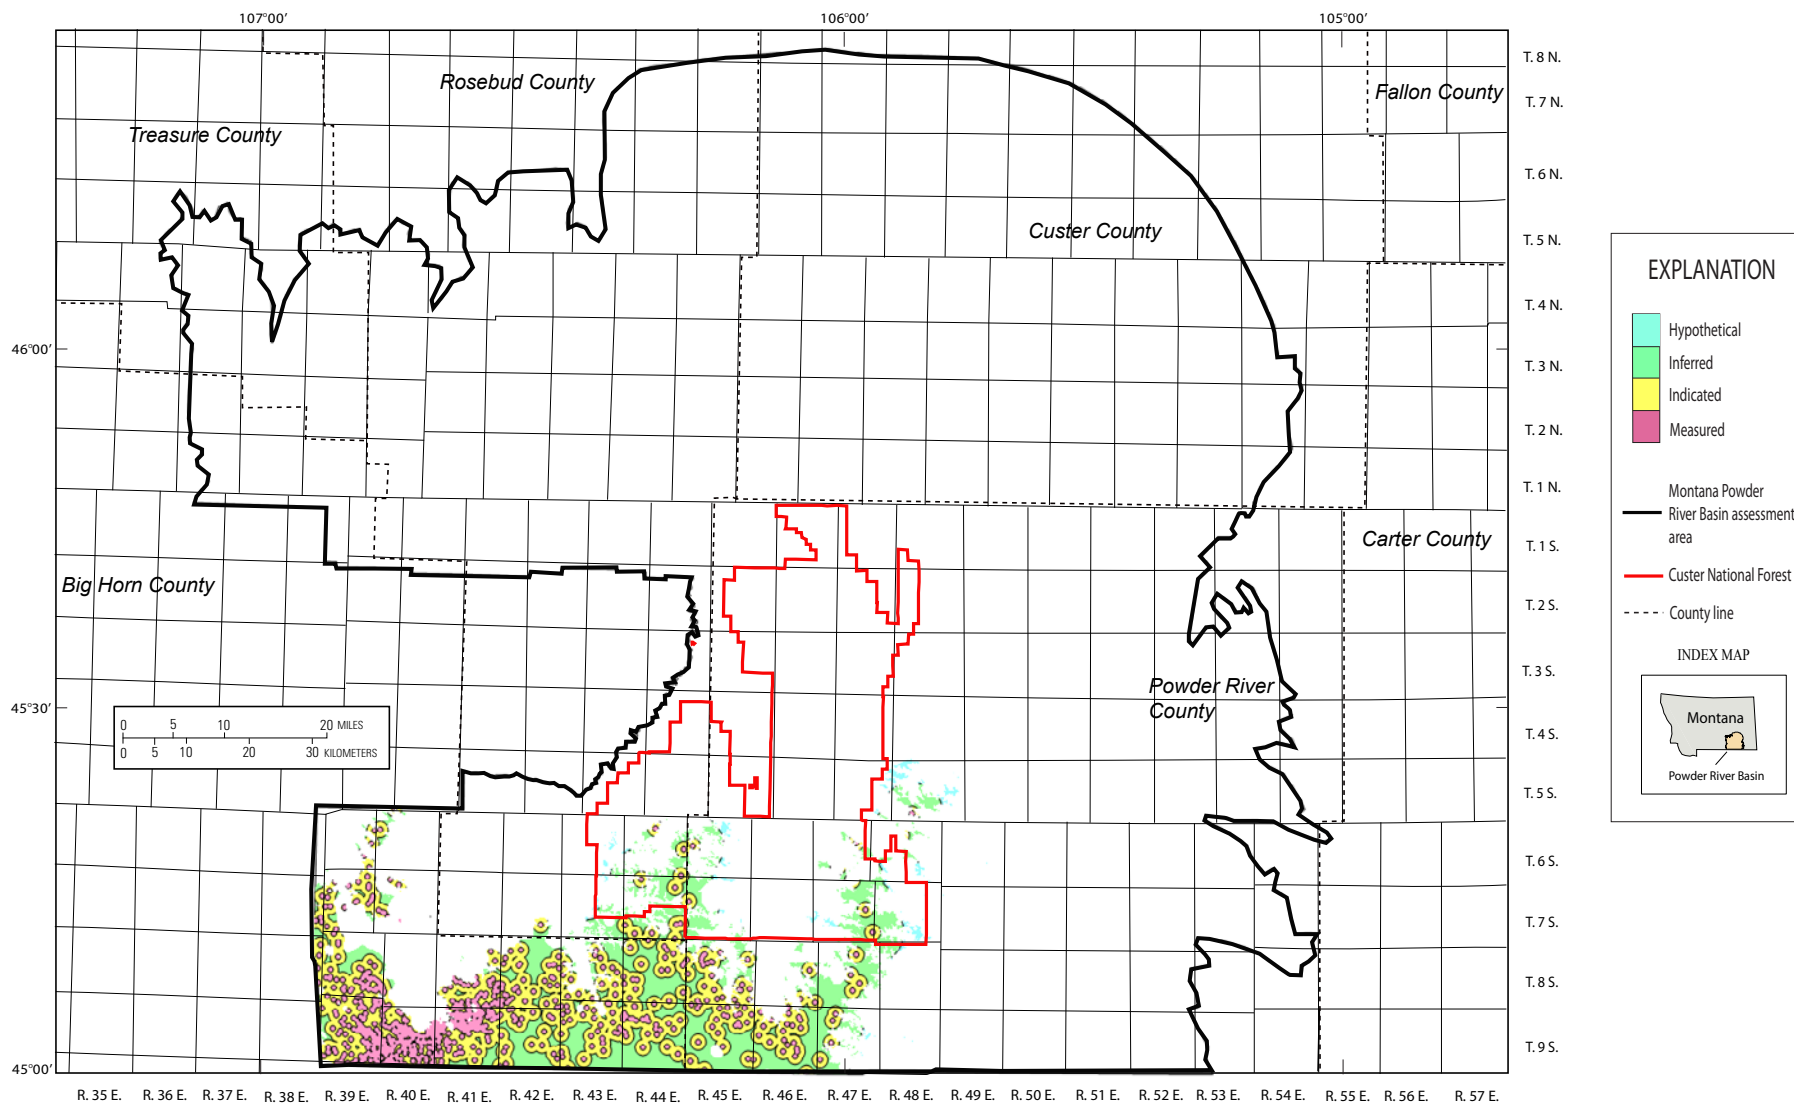 107°00′
106°00′
105°00′
Rosebud County
Fallon County
Treasure County
Custer County
Carter County
Big Horn County
Powder River
County
46°00′
45°30′
45°00′
T. 8 N.
T. 7 N.
T. 6 N.
T. 5 N.
T. 4 N.
T. 3 N.
T. 2 N.
T. 1 N.
T. 1 S.
T. 2 S.
T. 3 S.
T. 4 S.
T. 5 S.
T. 6 S.
T. 7 S.
T. 8 S.
T. 9 S.
0 5 10 20 MILES
0 5 10 20 30 KILOMETERS
R. 35 E. R. 36 E. R. 37 E. R. 38 E. R. 39 E. R. 40 E. R. 41 E. R. 42 E. R. 43 E. R. 44 E. R. 45 E. R. 46 E. R. 47 E. R. 48 E. R. 49 E. R. 50 E. R. 51 E. R. 52 E. R. 53 E. R. 54 E. R. 55 E. R. 56 E. R. 57 E.
EXPLANATION
Hypothetical
Inferred
Indicated
Measured
Montana Powder
River Basin assessment
area
Custer National Forest
County line
INDEX MAP
Montana
Powder River Basin